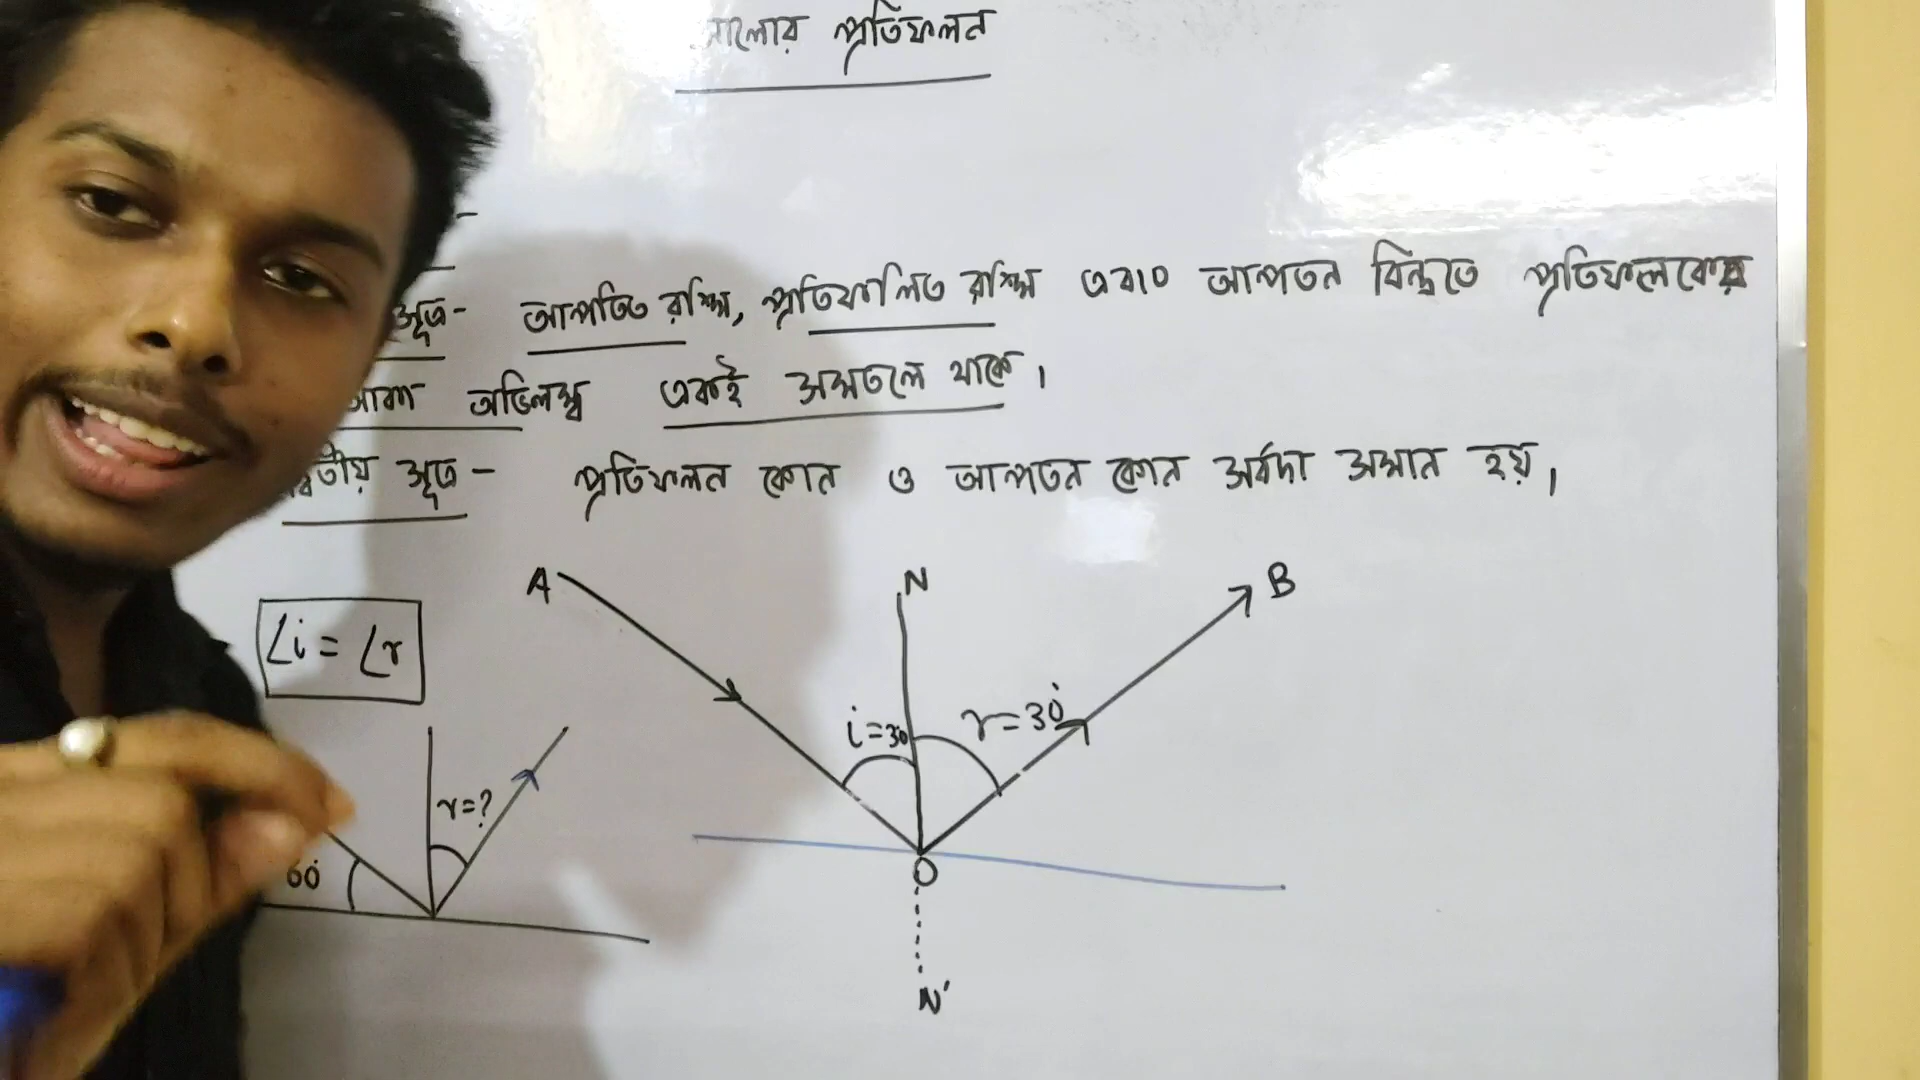 আলোর প্রতিফলন
সূত্র- আপতিত রশ্মি, প্রতিফলিত রশ্মি এবং আপতন বিন্দুতে প্রতিফলকের
অভিলম্ব একই সমতলে থাকে।
দ্বিতীয় সূত্র - প্রতিফলন কোন ও আপতন কোন সর্বদা সমান হয়।
A N B
∠i = ∠r
i=30 r=30°
r=?
60°
O
N'